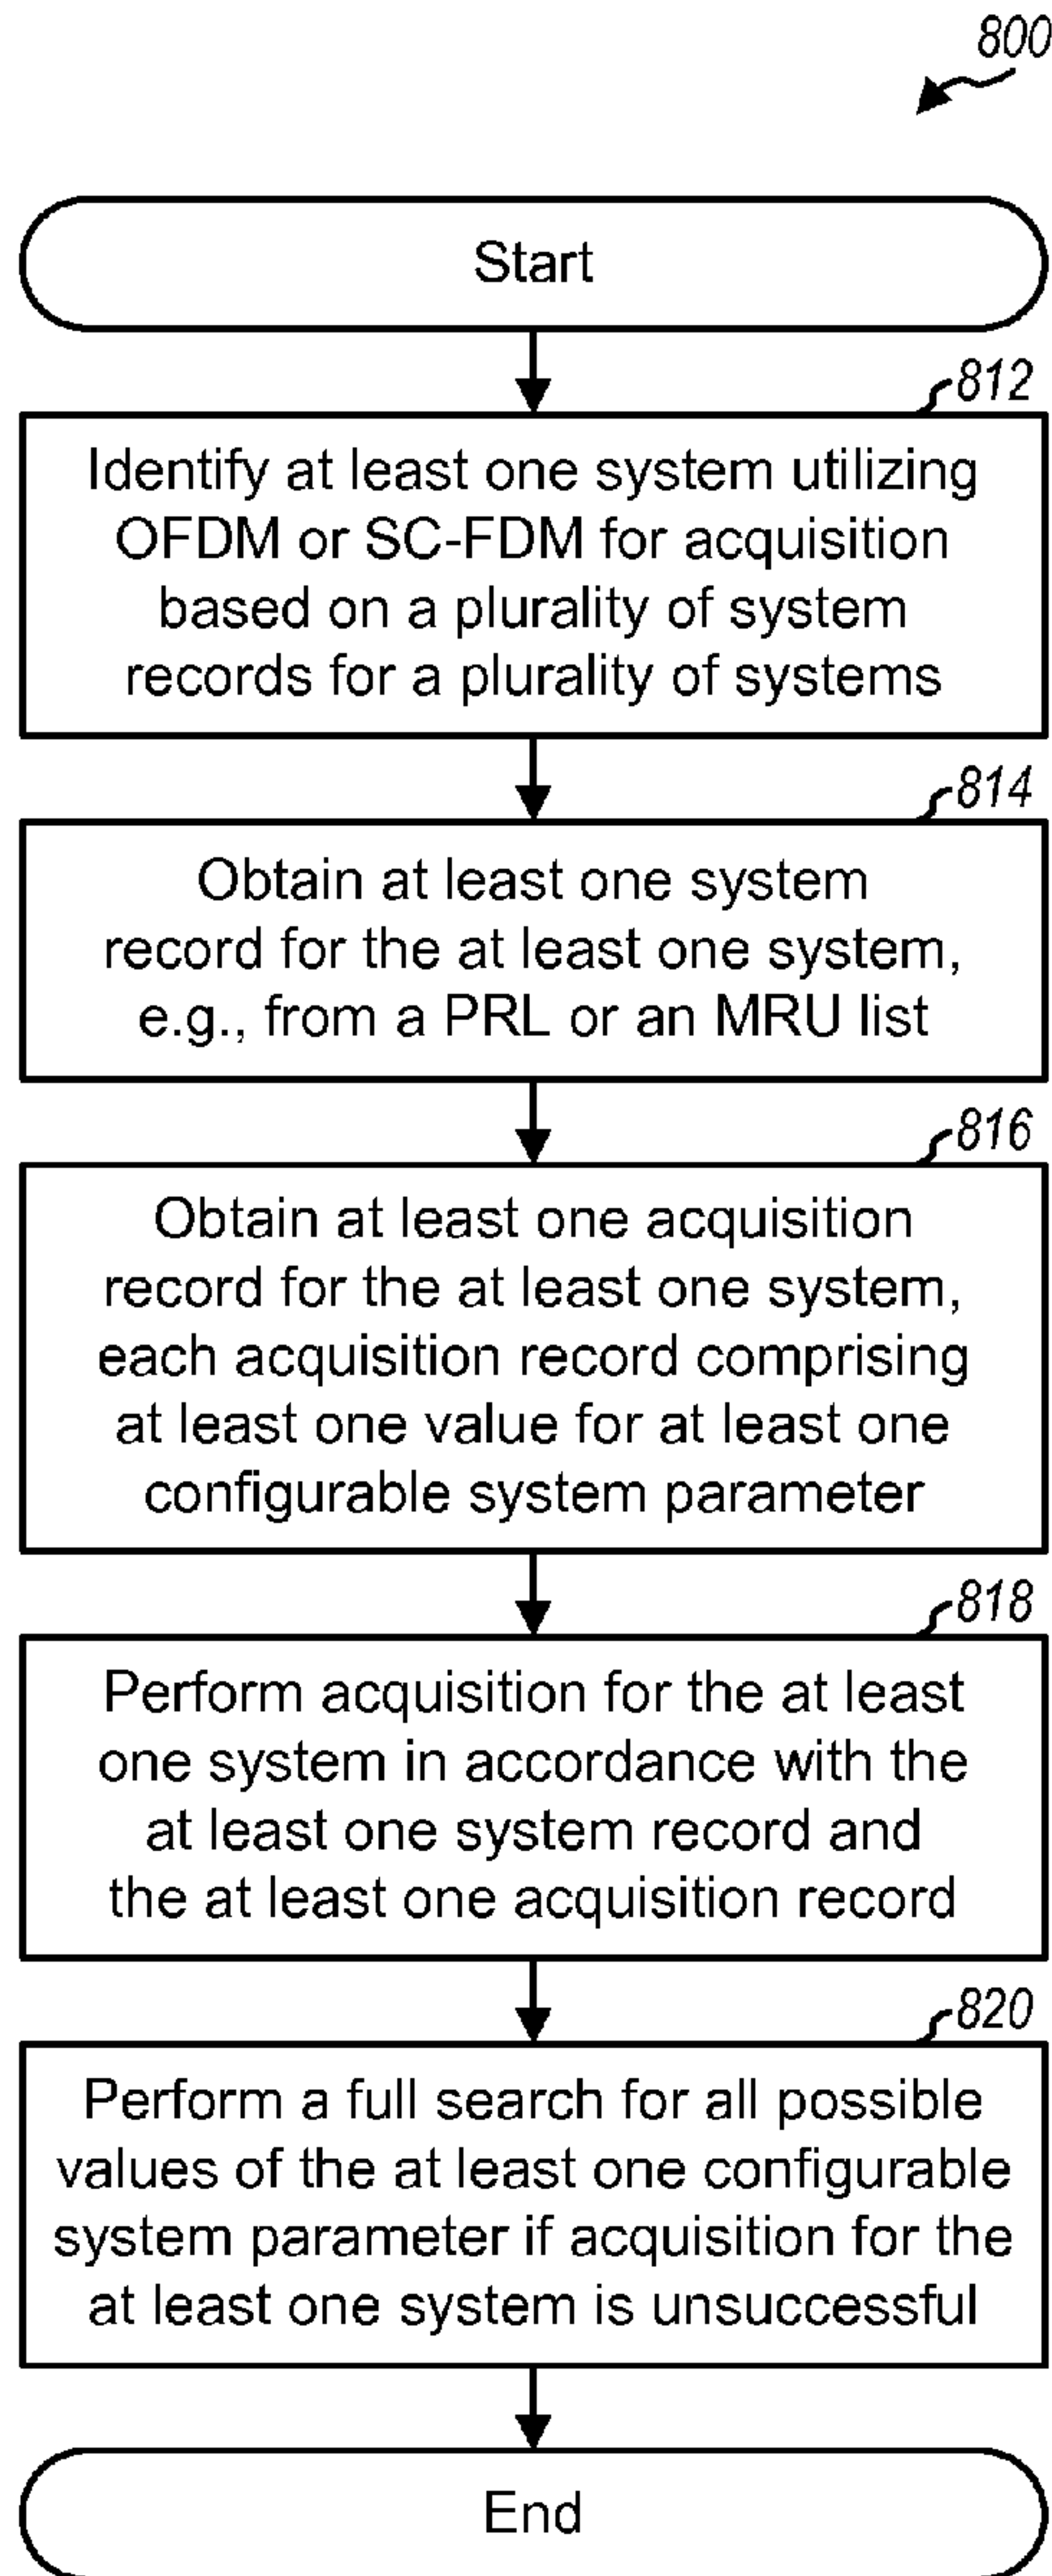 800
Start
812
Identify at least one system utilizing
OFDM or SC-FDM for acquisition
based on a plurality of system
records for a plurality of systems
814
Obtain at least one system
record for the at least one system,
e.g., from a PRL or an MRU list
816
Obtain at least one acquisition
record for the at least one system,
each acquisition record comprising
at least one value for at least one
configurable system parameter
818
Perform acquisition for the at least
one system in accordance with the
at least one system record and
the at least one acquisition record
820
Perform a full search for all possible
values of the at least one configurable
system parameter if acquisition for the
at least one system is unsuccessful
End